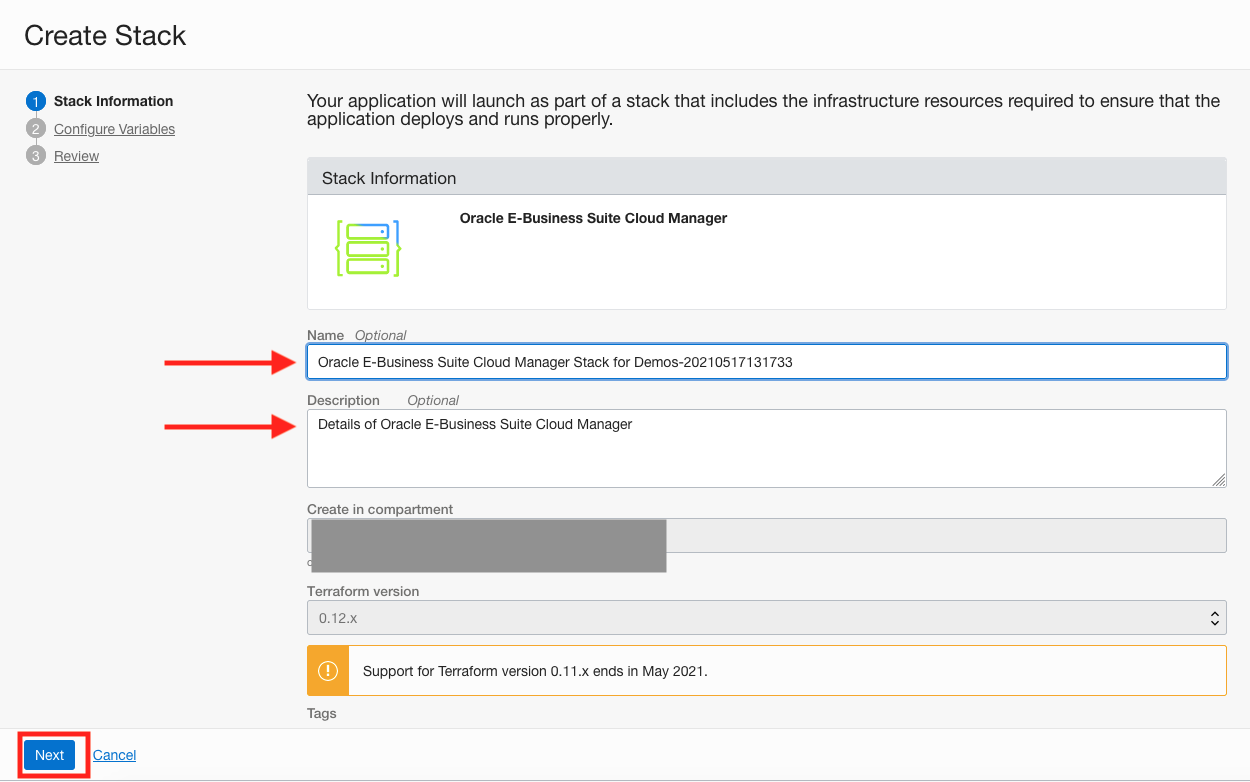 Create Stack
1 Stack Information
2 Configure Variables
3 Review
Your application will launch as part of a stack that includes the infrastructure resources required to ensure that the
application deploys and runs properly.
Stack Information
Oracle E-Business Suite Cloud Manager
Name Optional
Oracle E-Business Suite Cloud Manager Stack for Demos-20210517131733
Description Optional
Details of Oracle E-Business Suite Cloud Manager
Create in compartment
Terraform version
0.12.x
Support for Terraform version 0.11.x ends in May 2021.
Tags
Next Cancel